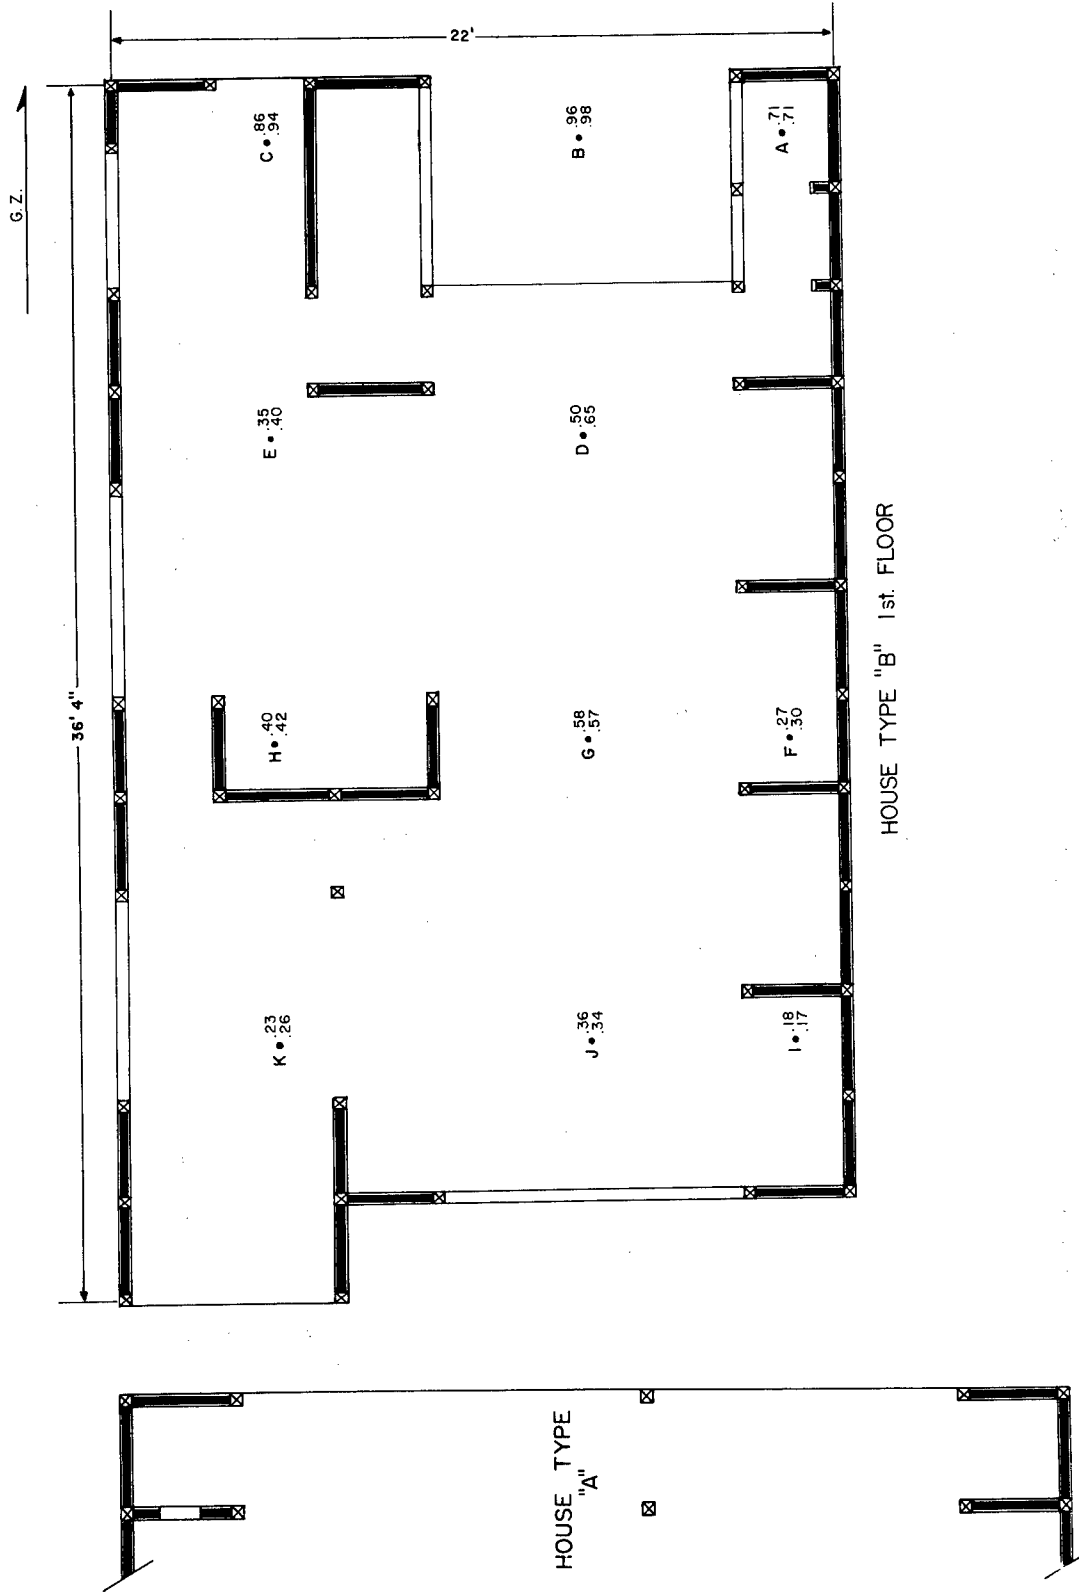 22'
G. Z.
36' 4"
C • .86
.94
B • .96
.98
A • .71
.71
E • .35
.40
D • .50
.65
H • .40
.42
G • .58
.57
F • .27
.30
K • .23
.26
J • .36
.34
I • .18
.17
HOUSE TYPE "B" 1st. FLOOR
HOUSE TYPE
"A"